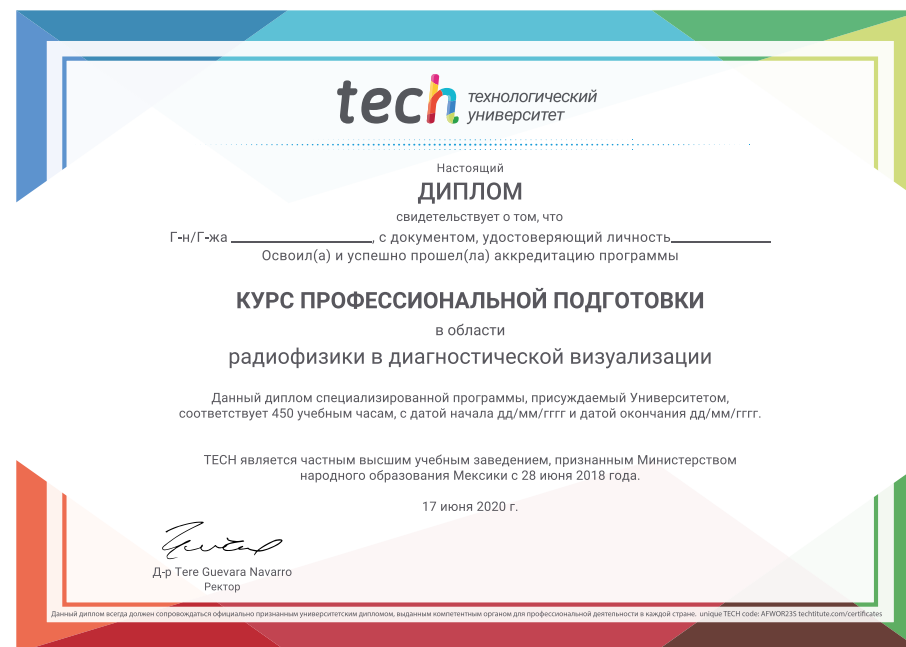 tech технологический
университет
Настоящий
ДИПЛОМ
свидетельствует о том, что
Г-н/Г-жа ____________________, с документом, удостоверяющий личность______________
Освоил(а) и успешно прошел(ла) аккредитацию программы
КУРС ПРОФЕССИОНАЛЬНОЙ ПОДГОТОВКИ
в области
радиофизики в диагностической визуализации
Данный диплом специализированной программы, присуждаемый Университетом,
соответствует 450 учебным часам, с датой начала дд/мм/гггг и датой окончания дд/мм/гггг.
TECH является частным высшим учебным заведением, признанным Министерством
народного образования Мексики с 28 июня 2018 года.
17 июня 2020 г.
Д-р Tere Guevara Navarro
Ректор
Данный диплом всегда должен сопровождаться официально признанным университетским дипломом, выданным компетентным органом для профессиональной деятельности в каждой стране. unique TECH code: AFWOR23S techtitute.com/certificates